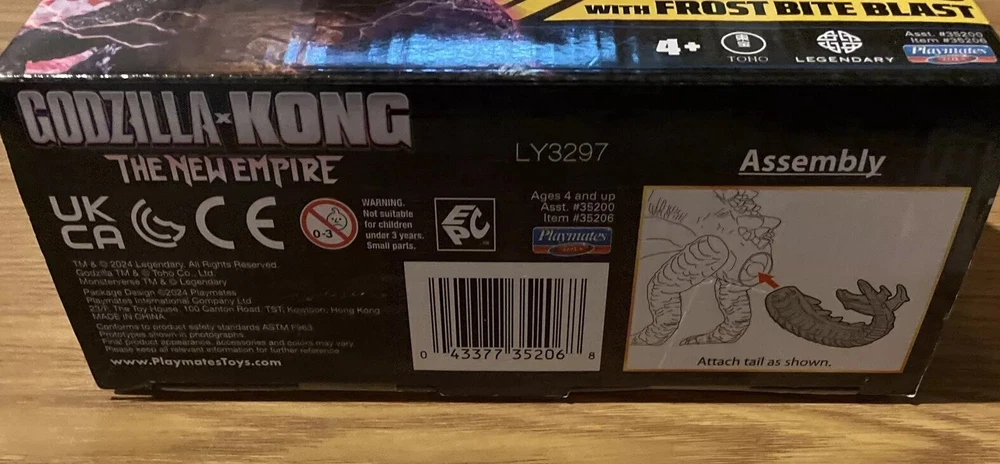 WITH FROST BITE BLAST
4+
TOHO
LEGENDARY
Asst. #35200
Item #35206
Playmates
GODZILLA x KONG
THE NEW EMPIRE
LY3297
Assembly
UK
CA
CE
0-3
WARNING.
Not suitable
for children
under 3 years.
Small parts.
EPC
Ages 4 and up
Asst. #35200
Item #35206
Playmates
TM & © 2024 Legendary. All Rights Reserved.
Godzilla TM & © Toho Co., Ltd.
Monsterverse TM & © Legendary
Package Design ©2024 Playmates
Playmates International Company Ltd
23/F, The Toy House, 100 Canton Road, TST, Kowloon, Hong Kong
MADE IN CHINA
Conforms to product safety standards ASTM F963
Prototypes shown in photographs.
Final product appearance, accessories and colors may vary.
Please keep all relevant information for further reference
www.PlaymatesToys.com
0 43377 35206 8
Attach tail as shown.